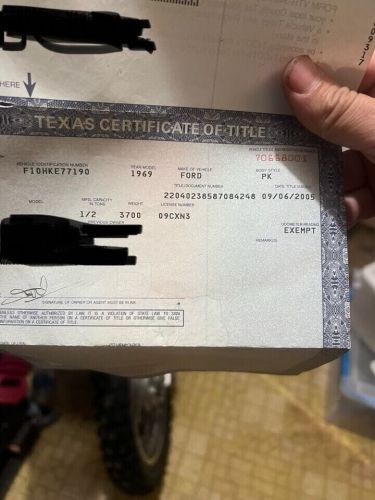 HERE
TEXAS CERTIFICATE OF TITLE
VEHICLE IDENTIFICATION NUMBER YEAR MODEL MAKE OF VEHICLE BODY STYLE
F10HKE77190 1969 FORD PK
TITLE/DOCUMENT NUMBER DATE TITLE ISSUED
22040238587084248 09/06/2005
MODEL MFG. CAPACITY IN TONS WEIGHT LICENSE NUMBER
1/2 3700 09CXN3
PREVIOUS OWNER ODOMETER READING
EXEMPT
REMARKS
SIGNATURE OF OWNER OR AGENT MUST BE IN INK
UNLESS OTHERWISE AUTHORIZED BY LAW, IT IS A VIOLATION OF STATE LAW TO SIGN
THE NAME OF ANOTHER PERSON ON A CERTIFICATE OF TITLE OR OTHERWISE GIVE FALSE
INFORMATION ON A CERTIFICATE OF TITLE.